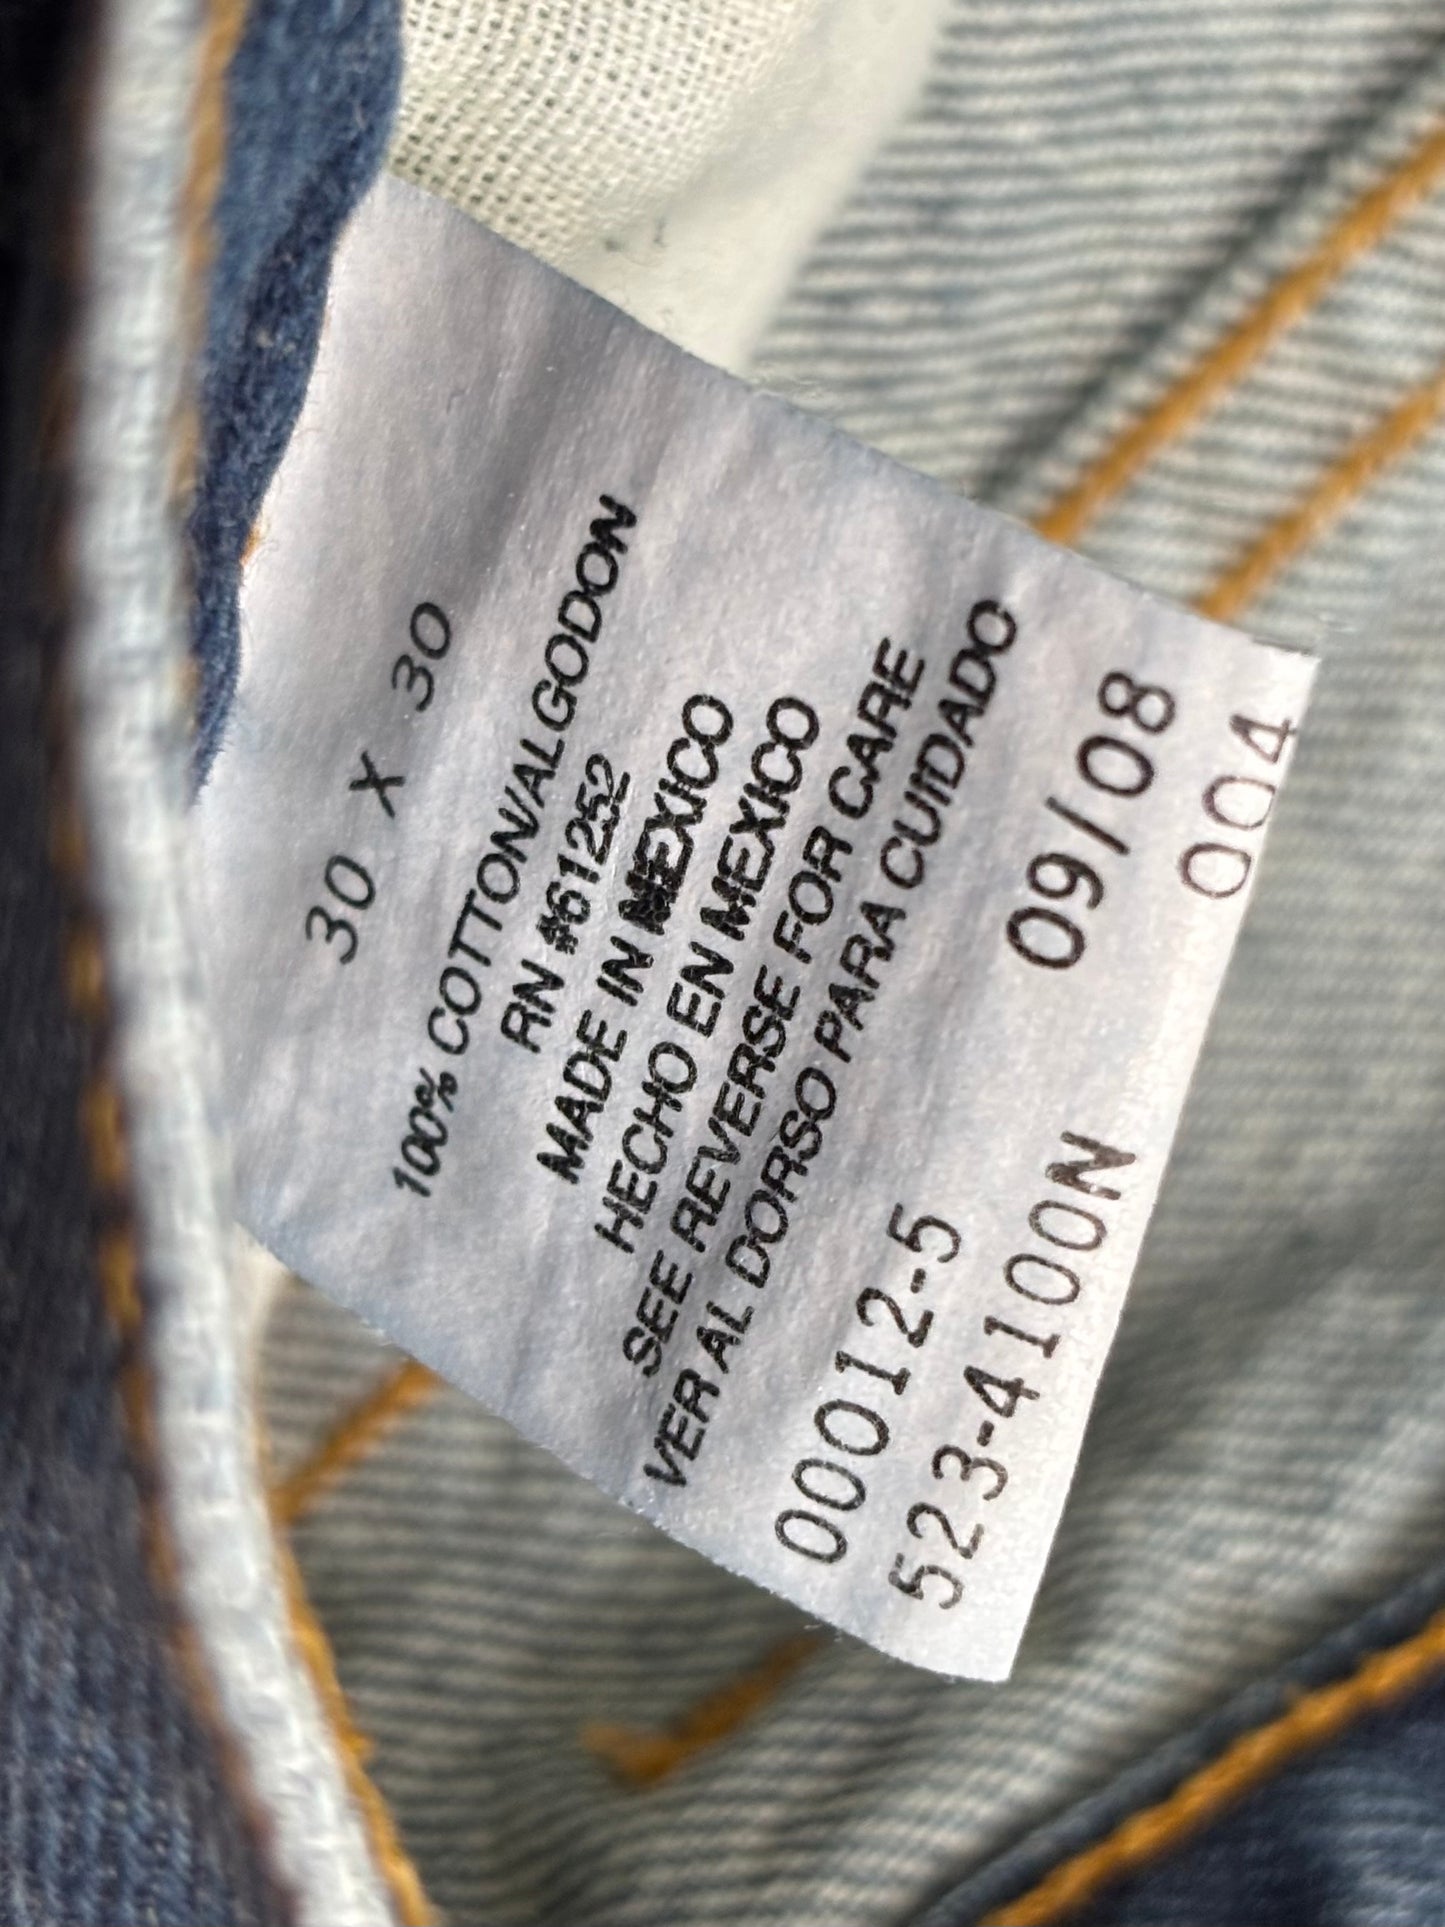 30 X 30
100% COTTON/ALGODON
RN #61252
MADE IN MEXICO
HECHO EN MEXICO
SEE REVERSE FOR CARE
VER AL DORSO PARA CUIDADO
00012-5 09/08
523-4100N 004